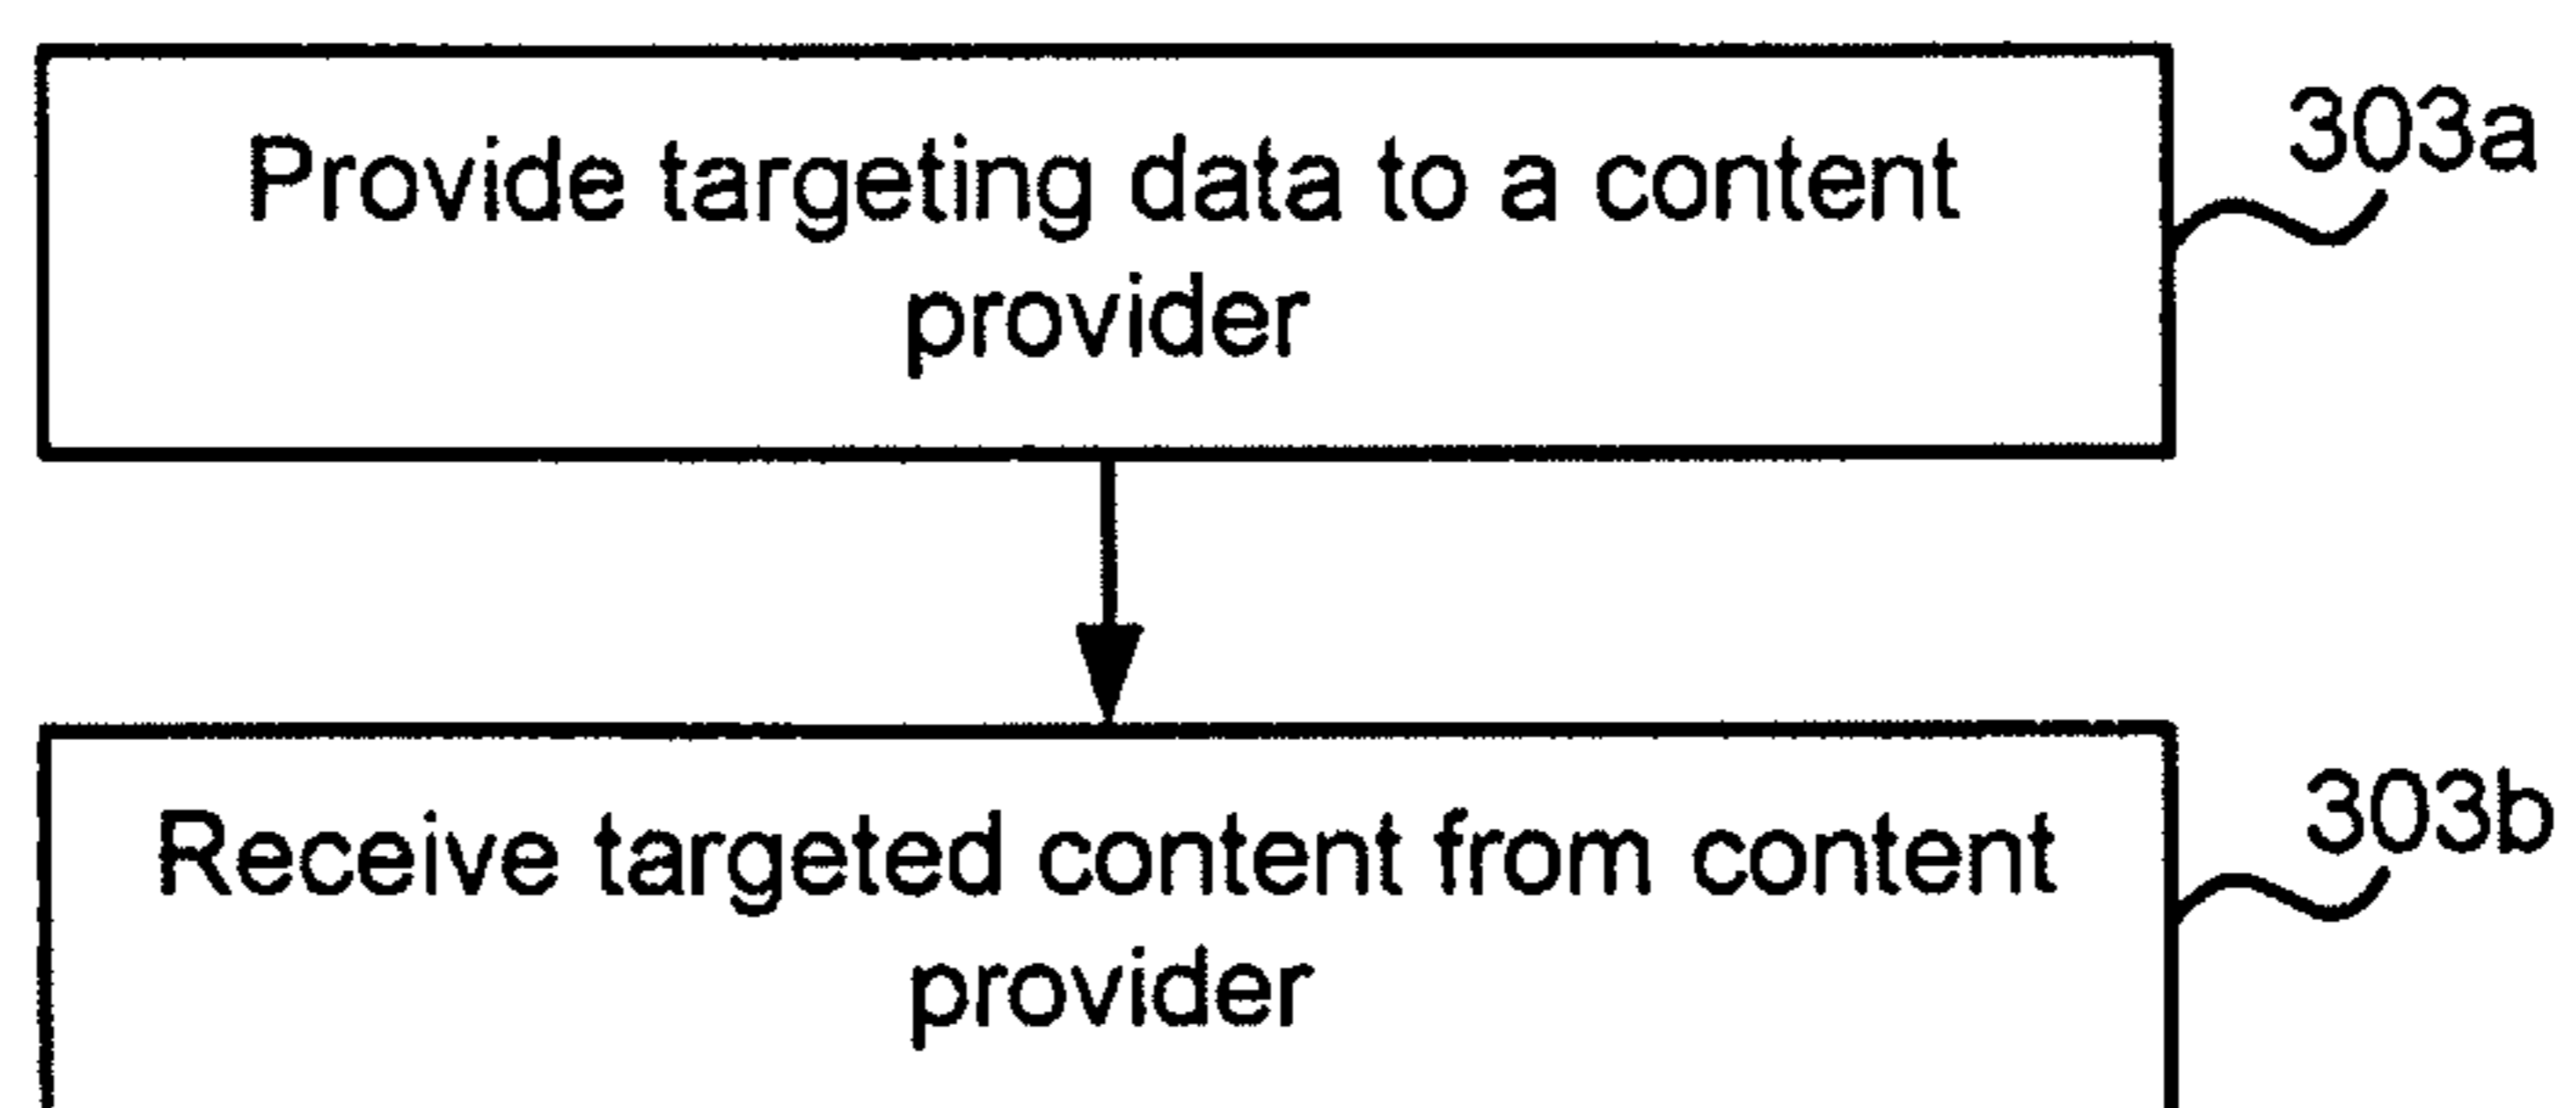 Provide targeting data to a content
provider
303a
Receive targeted content from content
provider
303b